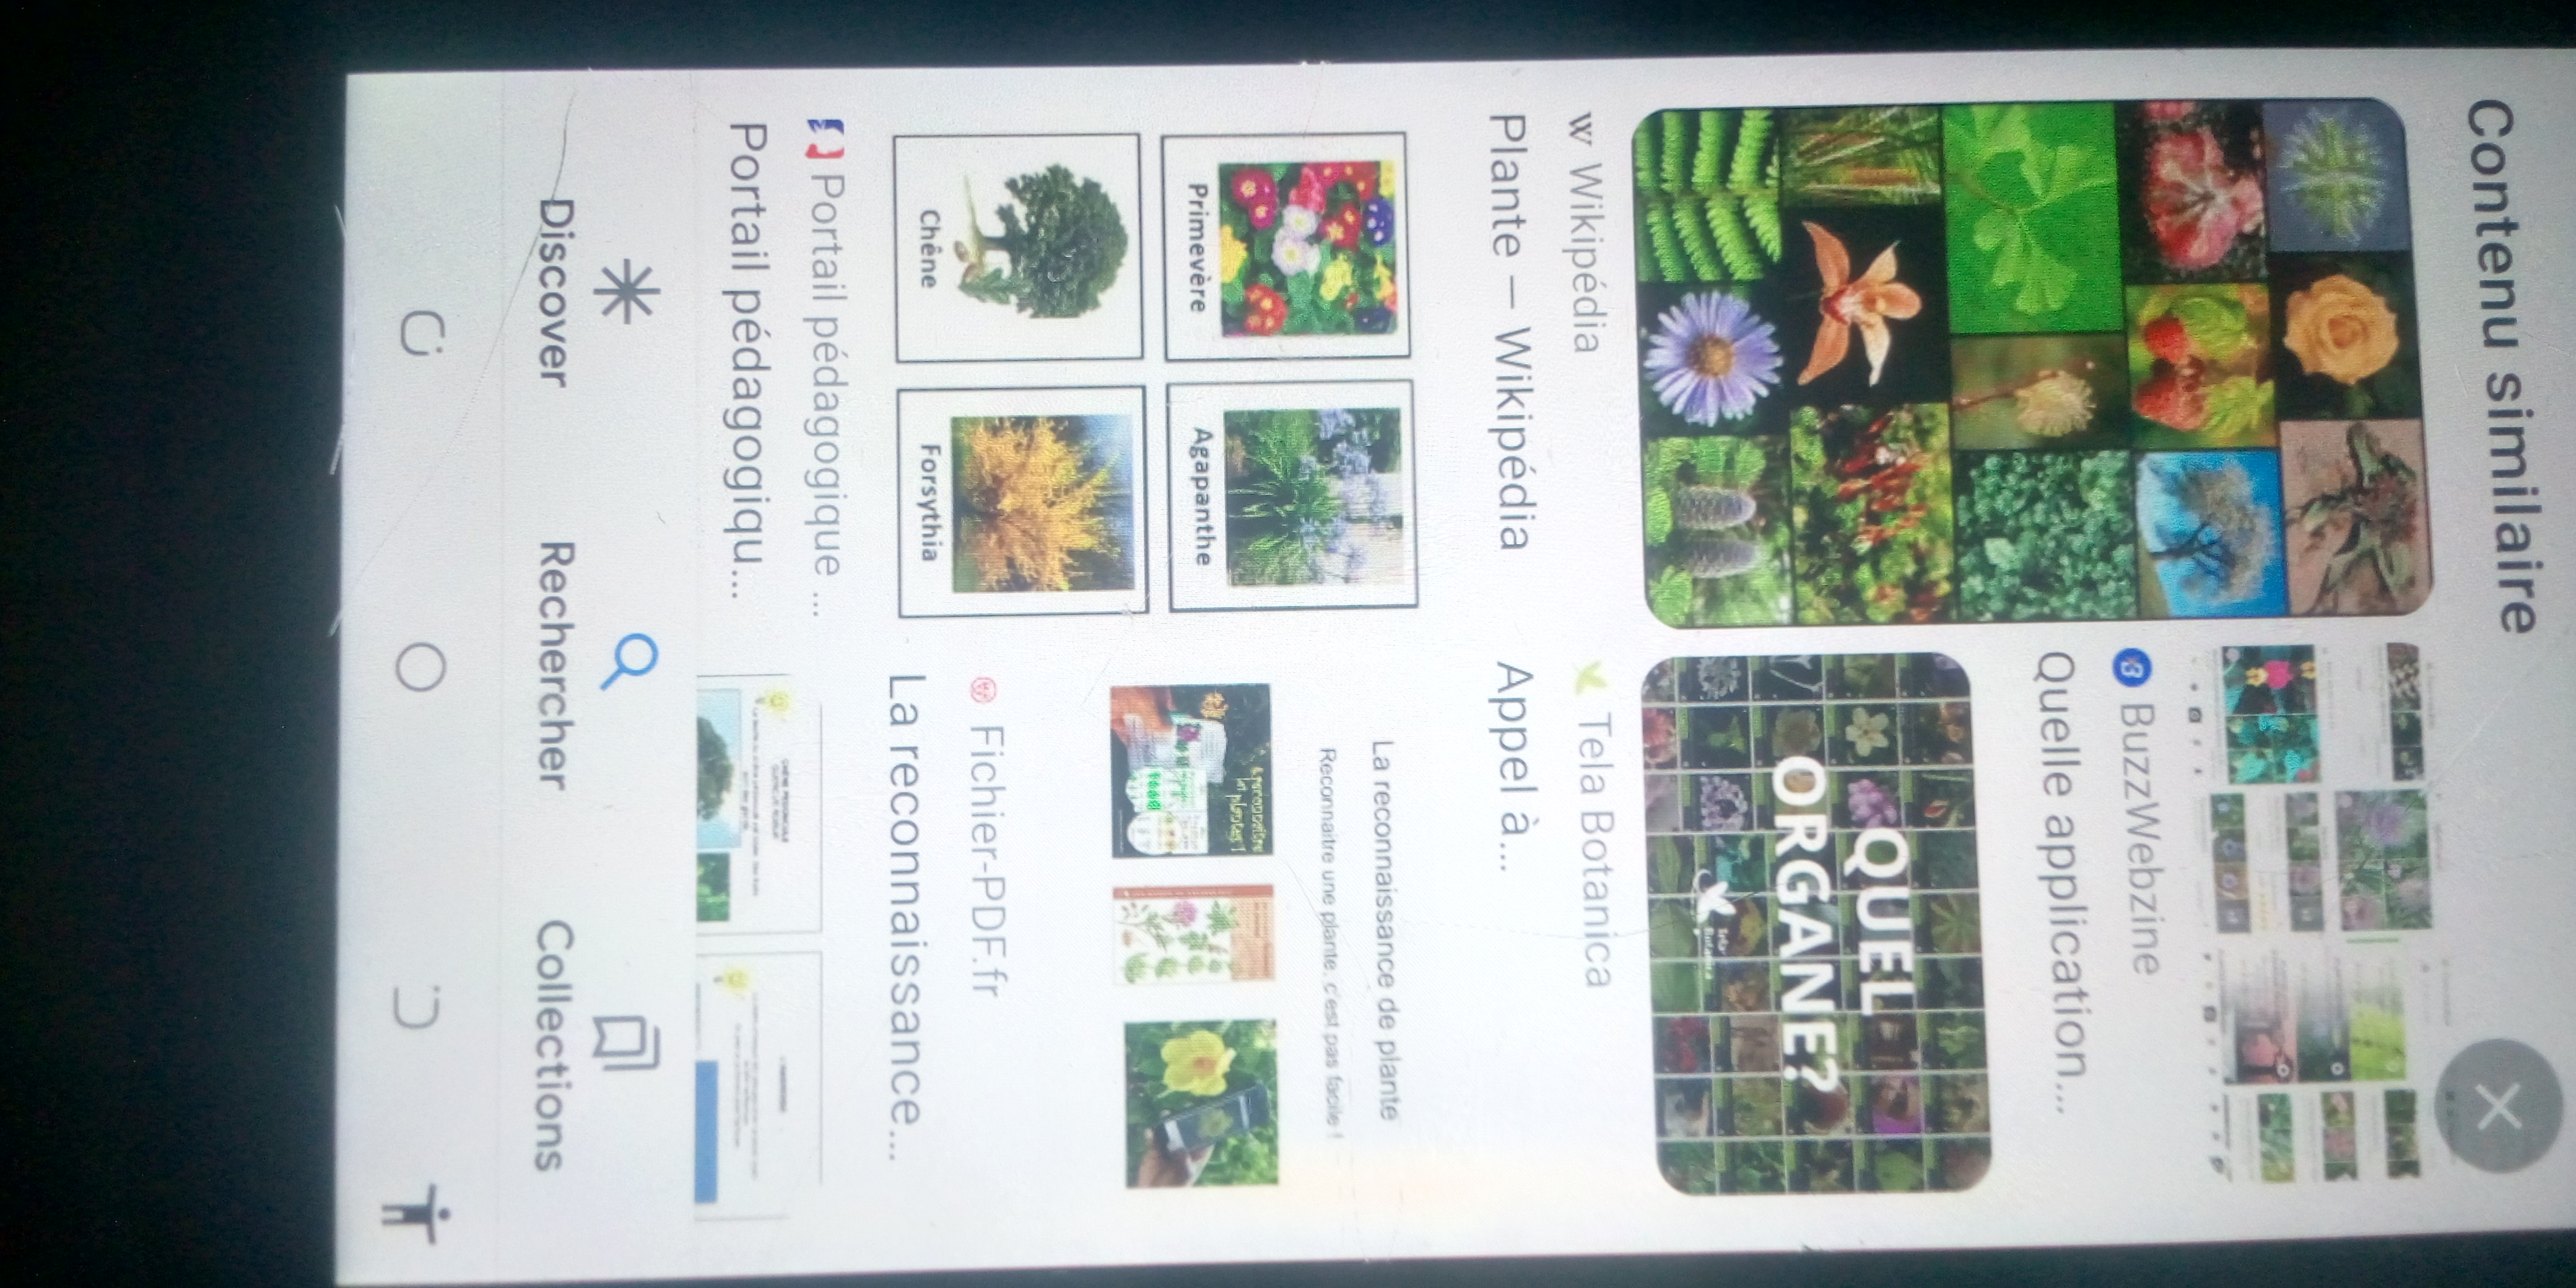 Contenu similaire
BuzzWebzine
Quelle application...
W Wikipédia
Plante – Wikipédia
QUEL
ORGANE?
Tela
Botanica
Tela Botanica
Appel à...
Primevère
Agapanthe
Chêne
Forsythia
Portail pédagogique ...
Portail pédagogiqu...
La reconnaissance de plante
Reconnaitre une plante, c'est pas facile !
Fichier-PDF.fr
La reconnaissance...
Discover
Rechercher
Collections